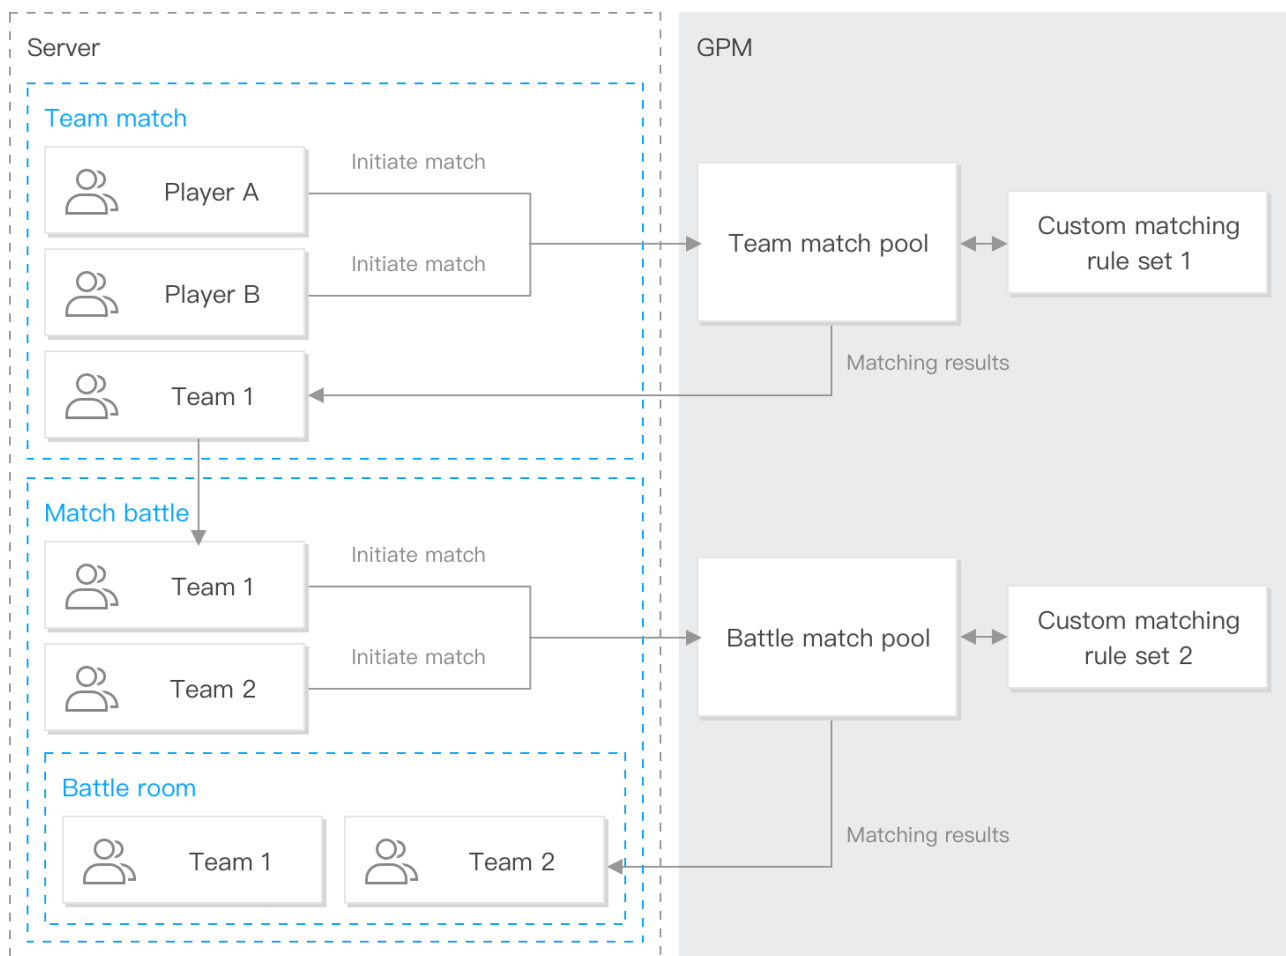 Server
GPM
Team match
Player A
Initiate match
Player B
Initiate match
Team match pool
Custom matching
rule set 1
Matching results
Team 1
Match battle
Team 1
Initiate match
Team 2
Initiate match
Battle match pool
Custom matching
rule set 2
Battle room
Matching results
Team 1
Team 2